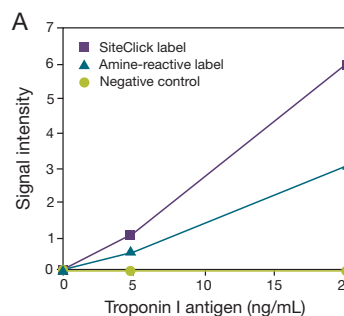 A
7
6
5
4
3
2
1
0
Signal intensity
SiteClick label
Amine-reactive label
Negative control
0 5 10 15 2
Troponin I antigen (ng/mL)